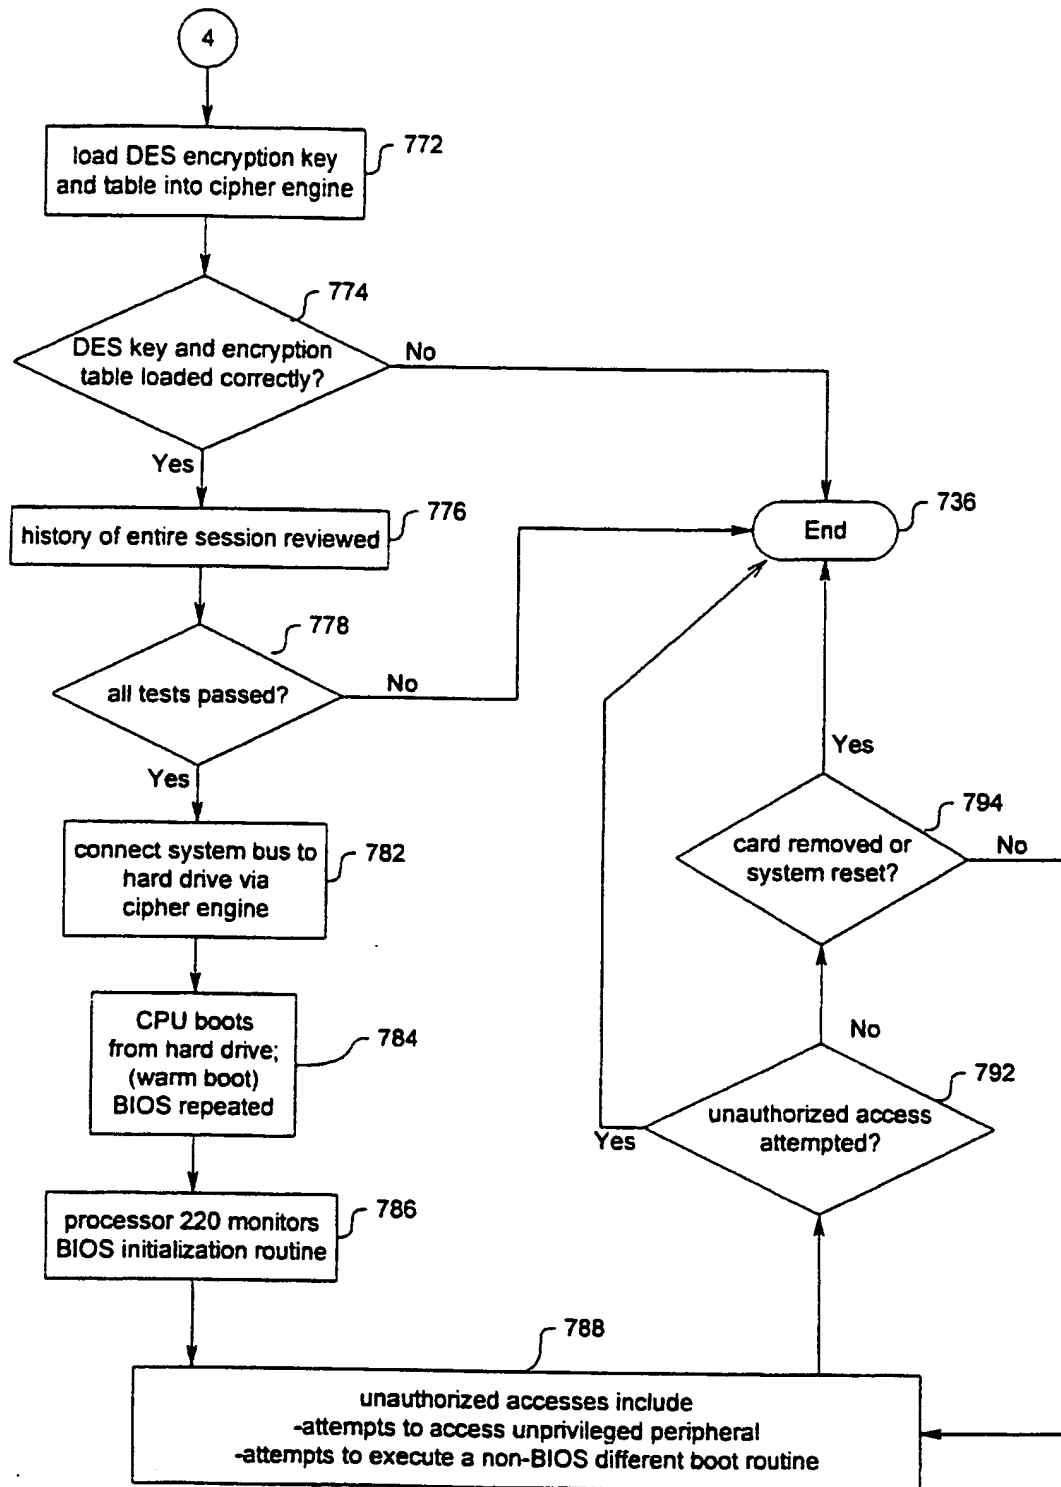 4
load DES encryption key
and table into cipher engine
772
774
DES key and encryption
table loaded correctly?
No
Yes
history of entire session reviewed
776
End
736
778
all tests passed?
No
Yes
connect system bus to
hard drive via
cipher engine
782
CPU boots
from hard drive;
(warm boot)
BIOS repeated
784
processor 220 monitors
BIOS initialization routine
786
788
unauthorized accesses include
-attempts to access unprivileged peripheral
-attempts to execute a non-BIOS different boot routine
792
unauthorized access
attempted?
Yes
No
794
card removed or
system reset?
No
Yes